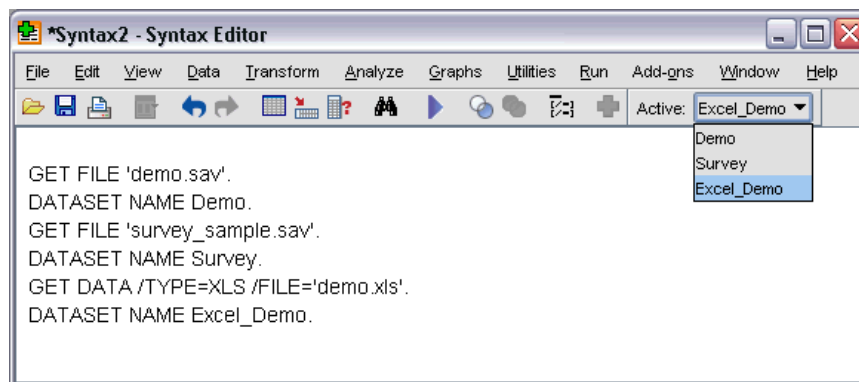 *Syntax2 - Syntax Editor
File Edit View Data Transform Analyze Graphs Utilities Run Add-ons Window Help
Active: Excel_Demo
Demo
Survey
Excel_Demo
GET FILE 'demo.sav'.
DATASET NAME Demo.
GET FILE 'survey_sample.sav'.
DATASET NAME Survey.
GET DATA /TYPE=XLS /FILE='demo.xls'.
DATASET NAME Excel_Demo.